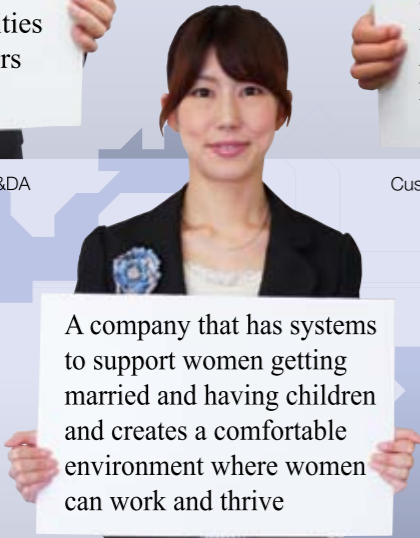 ities
rs
&DA
Cus
A company that has systems
to support women getting
married and having children
and creates a comfortable
environment where women
can work and thrive